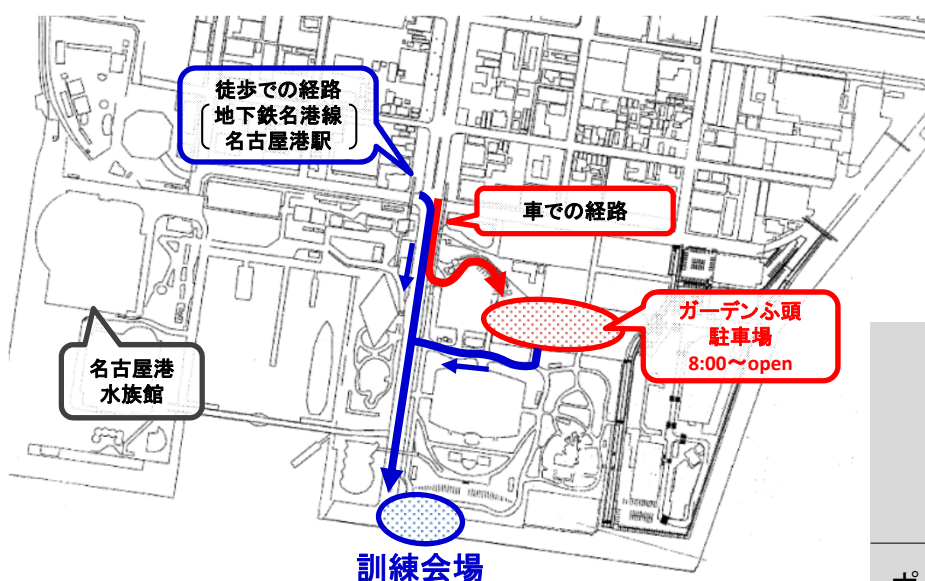 徒歩での経路
地下鉄名港線
名古屋港駅
車での経路
ガーデンふ頭
駐車場
8:00～open
名古屋港
水族館
訓練会場
ポ